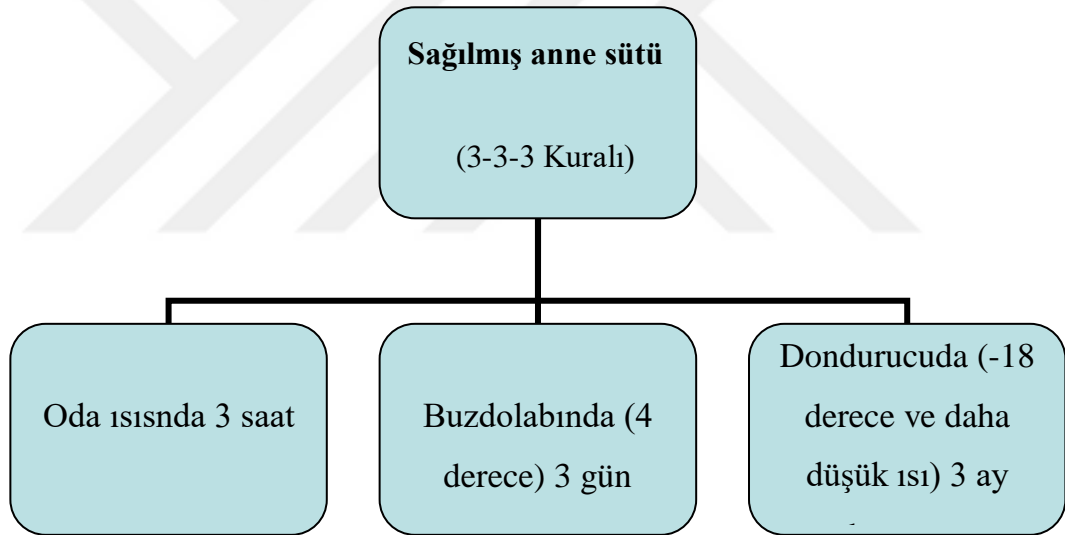 Sağılmış anne sütü
(3-3-3 Kuralı)
Oda ısısnda 3 saat
Buzdolabında (4
derece) 3 gün
Dondurucuda (-18
derece ve daha
düşük ısı) 3 ay